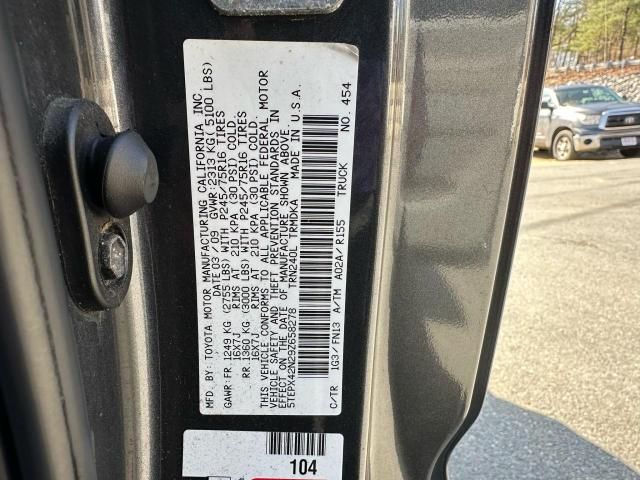 TOYOTA MOTOR MANUFACTURING CALIFORNIA, INC.
DATE 03/09 GVWR:2313 KG( 5100 LBS)
GAWR:FR.1249 KG (2755 LBS) WITH P245/75R16 TIRES
16X7J RIMS AT 210 KPA (30 PSI) COLD.
RR.1360 KG (3000 LBS) WITH P245/75R16 TIRES
16X7J RIMS AT 210 KPA (30 PSI) COLD.
THIS VEHICLE CONFORMS TO ALL APPLICABLE FEDERAL MOTOR
VEHICLE SAFETY AND THEFT PREVENTION STANDARDS IN
EFFECT ON THE DATE OF MANUFACTURE SHOWN ABOVE.
5TEPX42N29Z658278 MADE IN U.S.A.
TRN240L TRMDKA
C/TR 1G3/ FN13 A/TM A02A/ R155 TRUCK NO. 454
104